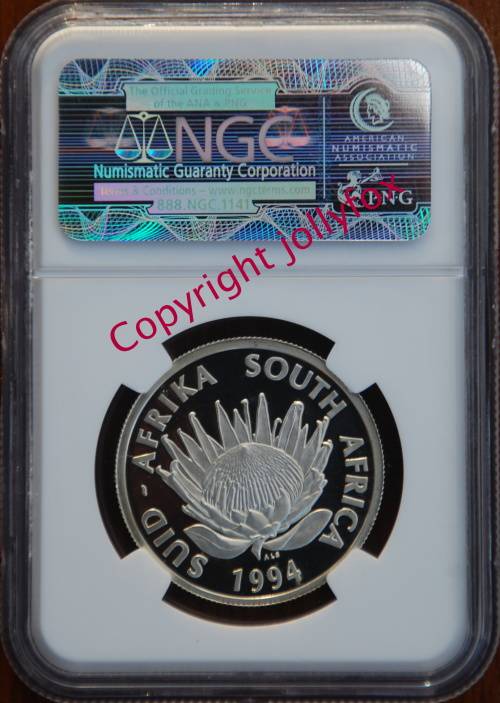 The Official Grading Service
of the ANA & PNG
NGC
Numismatic Guaranty Corporation
Terms & Conditions – www.ngcterms.com
888.NGC.1141
AMERICAN
NUMISMATIC
ASSOCIATION
PNG
Copyright jollyfox
SUID-AFRIKA SOUTH AFRICA
ALS
1994